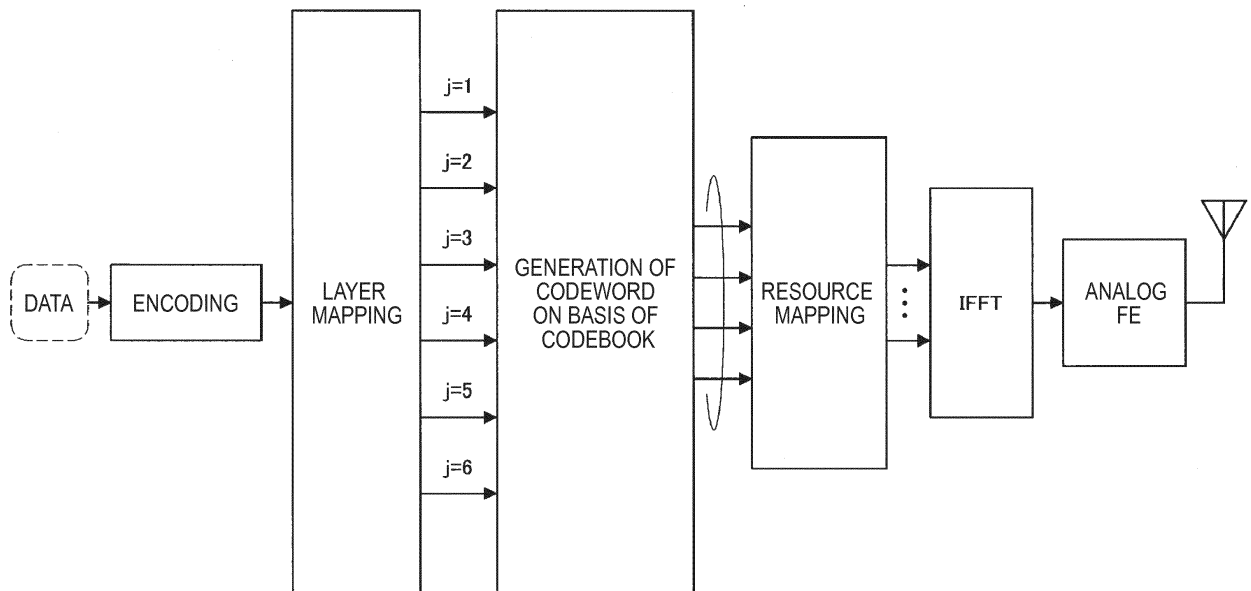 DATA
ENCODING
LAYER
MAPPING
j=1
j=2
j=3
j=4
j=5
j=6
GENERATION OF
CODEWORD
ON BASIS OF
CODEBOOK
RESOURCE
MAPPING
IFFT
ANALOG
FE